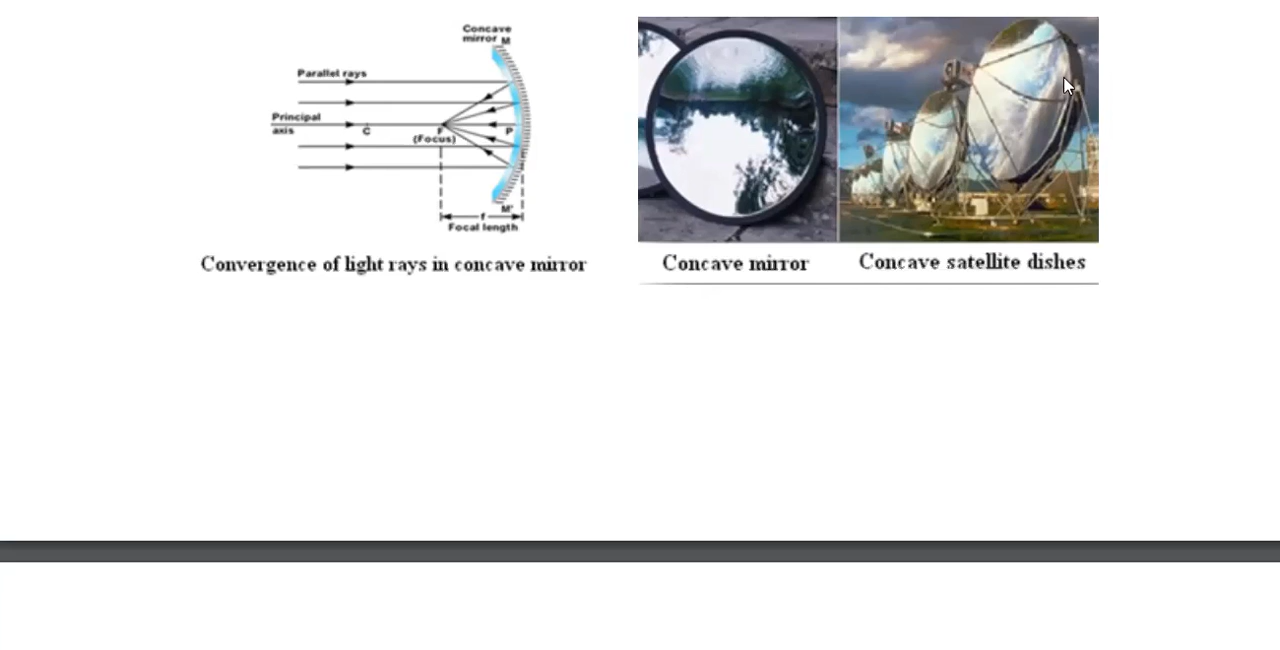 Concave
mirror M
Parallel rays
Principal
axis
C
F
P
(Focus)
M'
f
Focal length
Convergence of light rays in concave mirror
Concave mirror
Concave satellite dishes